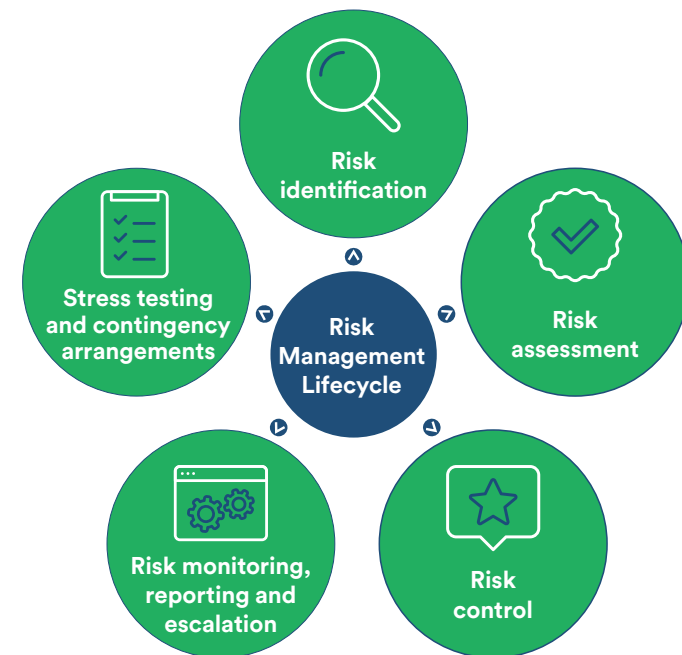 Risk
identification
Stress testing
and contingency
arrangements
Risk
Management
Lifecycle
Risk
assessment
Risk monitoring,
reporting and
escalation
Risk
control